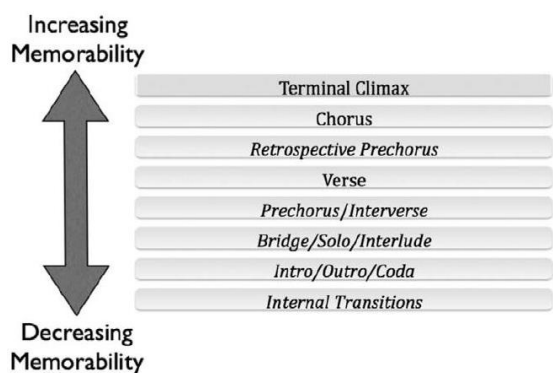 Increasing
Memorability
Terminal Climax
Chorus
Retrospective Prechorus
Verse
Prechorus/Interverse
Bridge/Solo/Interlude
Intro/Outro/Coda
Internal Transitions
Decreasing
Memorability